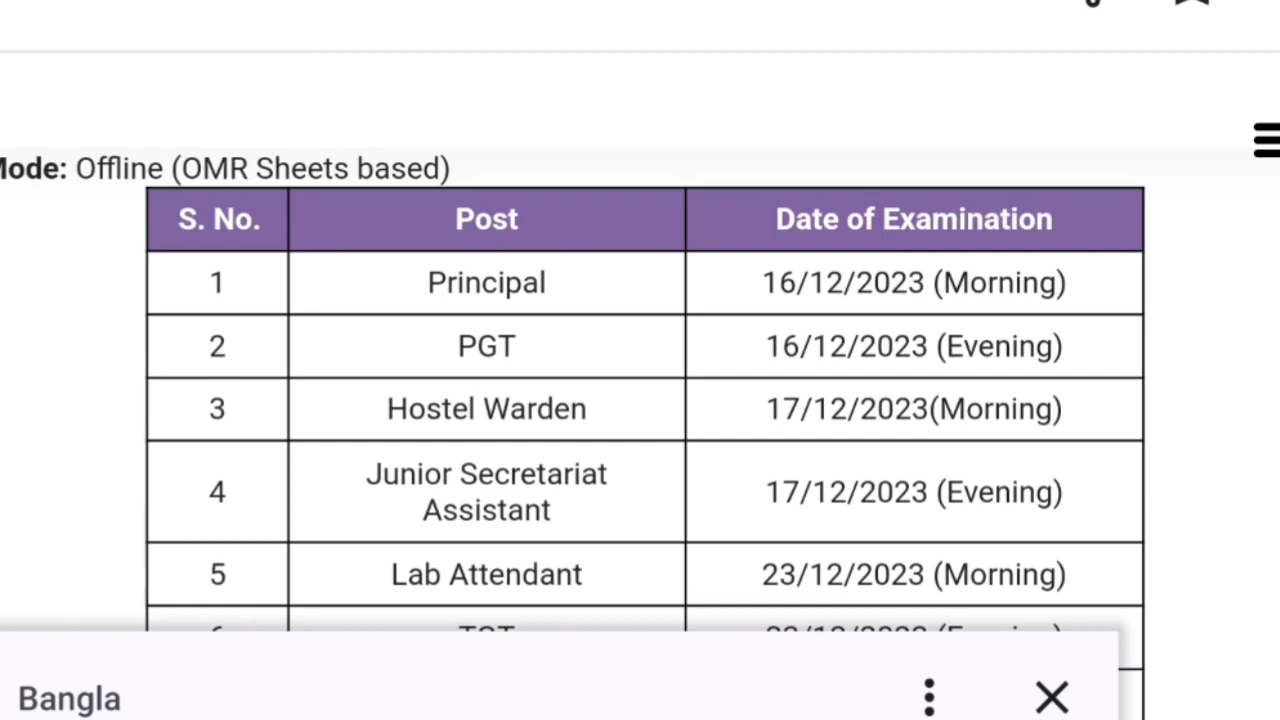 Mode: Offline (OMR Sheets based)
S. No. Post Date of Examination
1 Principal 16/12/2023 (Morning)
2 PGT 16/12/2023 (Evening)
3 Hostel Warden 17/12/2023(Morning)
4 Junior Secretariat Assistant 17/12/2023 (Evening)
5 Lab Attendant 23/12/2023 (Morning)
Bangla